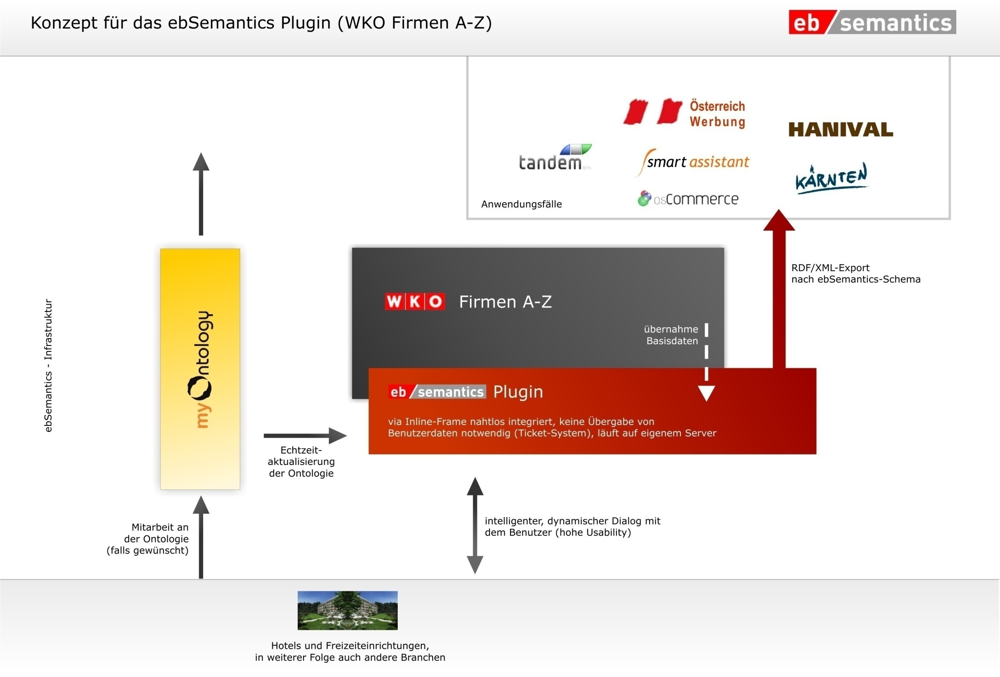 Konzept für das ebSemantics Plugin (WKO Firmen A-Z)
eb/semantics
Österreich
Werbung
HANIVAL
tandem
smart assistant
KÄRNTEN
osCommerce
Anwendungsfälle
RDF/XML-Export
nach ebSemantics-Schema
WKO Firmen A-Z
übernahme
Basisdaten
ebSemantics - Infrastruktur
myOntology
eb/semantics Plugin
via Inline-Frame nahtlos integriert, keine Übergabe von
Benutzerdaten notwendig (Ticket-System), läuft auf eigenem Server
Echtzeit-
aktualisierung
der Ontologie
Mitarbeit an
der Ontologie
(falls gewünscht)
intelligenter, dynamischer Dialog mit
dem Benutzer (hohe Usability)
Hotels und Freizeiteinrichtungen,
in weiterer Folge auch andere Branchen